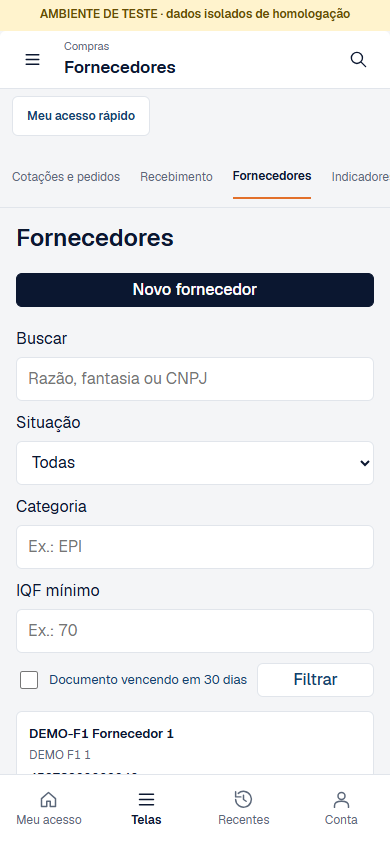 AMBIENTE DE TESTE · dados isolados de homologação
Compras
Fornecedores
Meu acesso rápido
Cotações e pedidos Recebimento Fornecedores Indicadores
Fornecedores
Novo fornecedor
Buscar
Razão, fantasia ou CNPJ
Situação
Todas
Categoria
Ex.: EPI
IQF mínimo
Ex.: 70
Documento vencendo em 30 dias Filtrar
DEMO-F1 Fornecedor 1
DEMO F1 1
Meu acesso Telas Recentes Conta